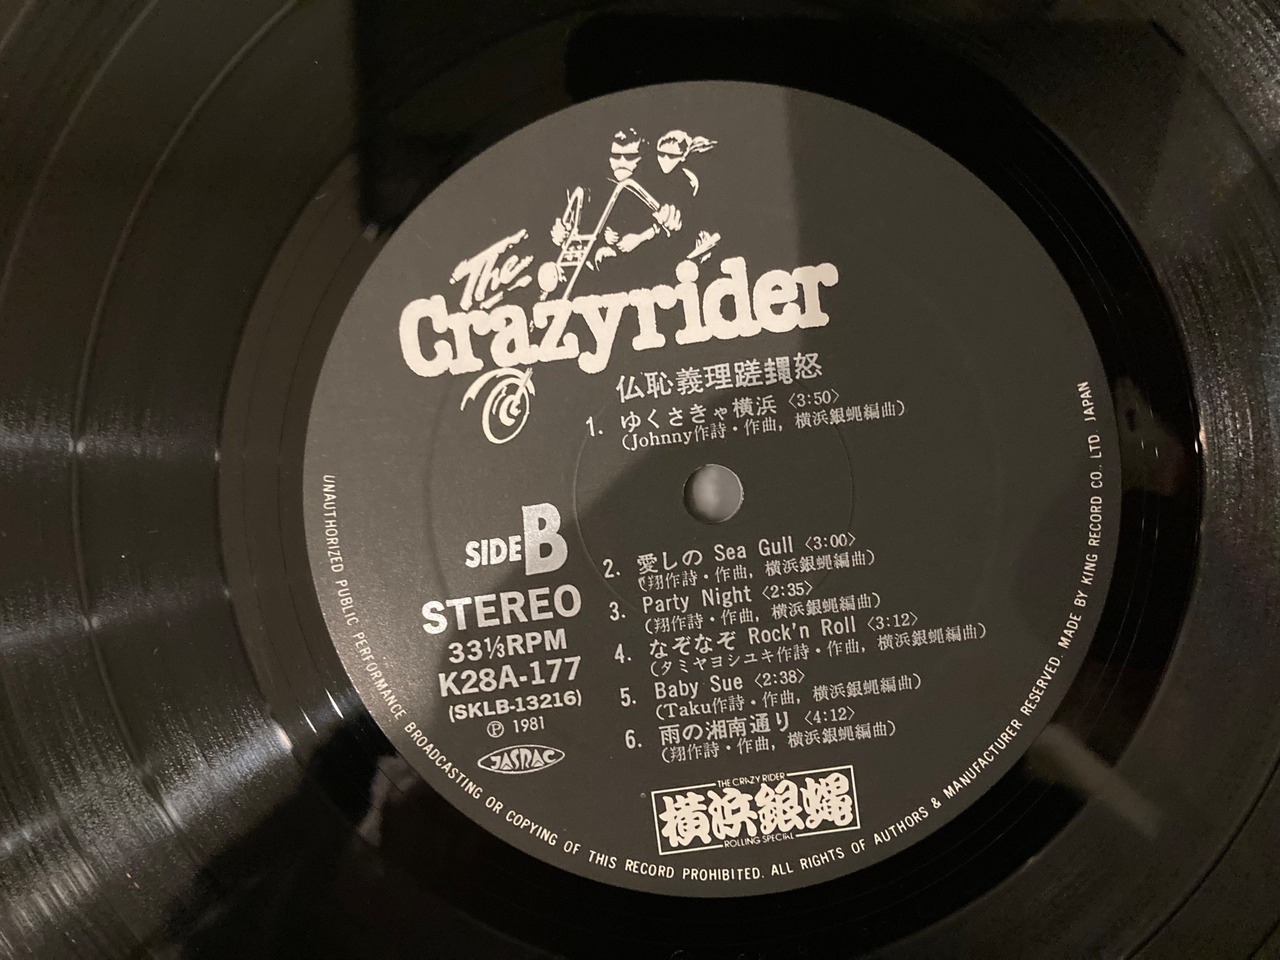 The
Crazyrider
仏恥義理蹉䋲怒
1. ゆくさきゃ横浜〈3:50〉
(Johnny作詩・作曲, 横浜銀蝿編曲)
SIDE B
STEREO
33⅓RPM
K28A-177
(SKLB-13216)
Ⓟ 1981
JASRAC
2. 愛しの Sea Gull〈3:00〉
(翔作詩・作曲, 横浜銀蝿編曲)
3. Party Night〈2:35〉
(翔作詩・作曲, 横浜銀蝿編曲)
4. なぞなぞ Rock'n Roll〈3:12〉
(タミヤヨシユキ作詩・作曲, 横浜銀蝿編曲)
5. Baby Sue〈2:38〉
(Taku作詩・作曲, 横浜銀蝿編曲)
6. 雨の湘南通り〈4:12〉
(翔作詩・作曲, 横浜銀蝿編曲)
THE CRAZY RIDER
横浜銀蝿
ROLLING SPECIAL
UNAUTHORIZED PUBLIC PERFORMANCE BROADCASTING OR COPYING OF THIS RECORD PROHIBITED. ALL RIGHTS OF AUTHORS & MANUFACTURER RESERVED. MADE BY KING RECORD CO. LTD. JAPAN